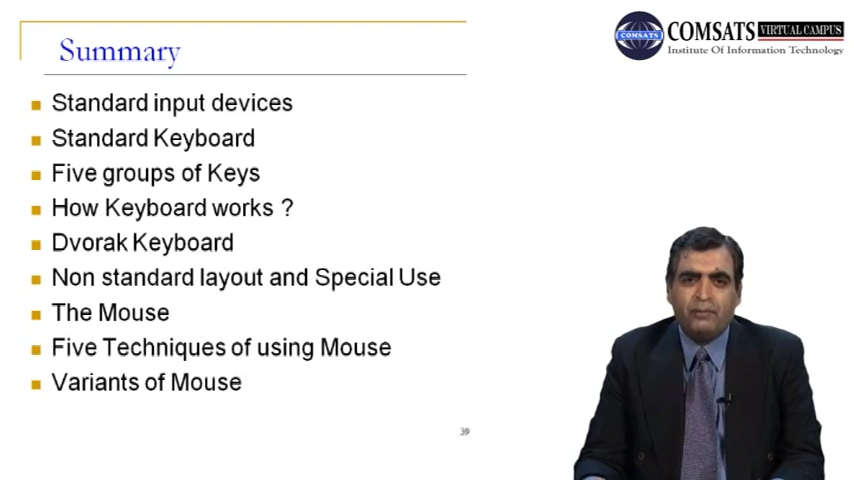 Summary
Standard input devices
Standard Keyboard
Five groups of Keys
How Keyboard works ?
Dvorak Keyboard
Non standard layout and Special Use
The Mouse
Five Techniques of using Mouse
Variants of Mouse
39
COMSATS
COMSATS VIRTUAL CAMPUS
Institute Of Information Technology